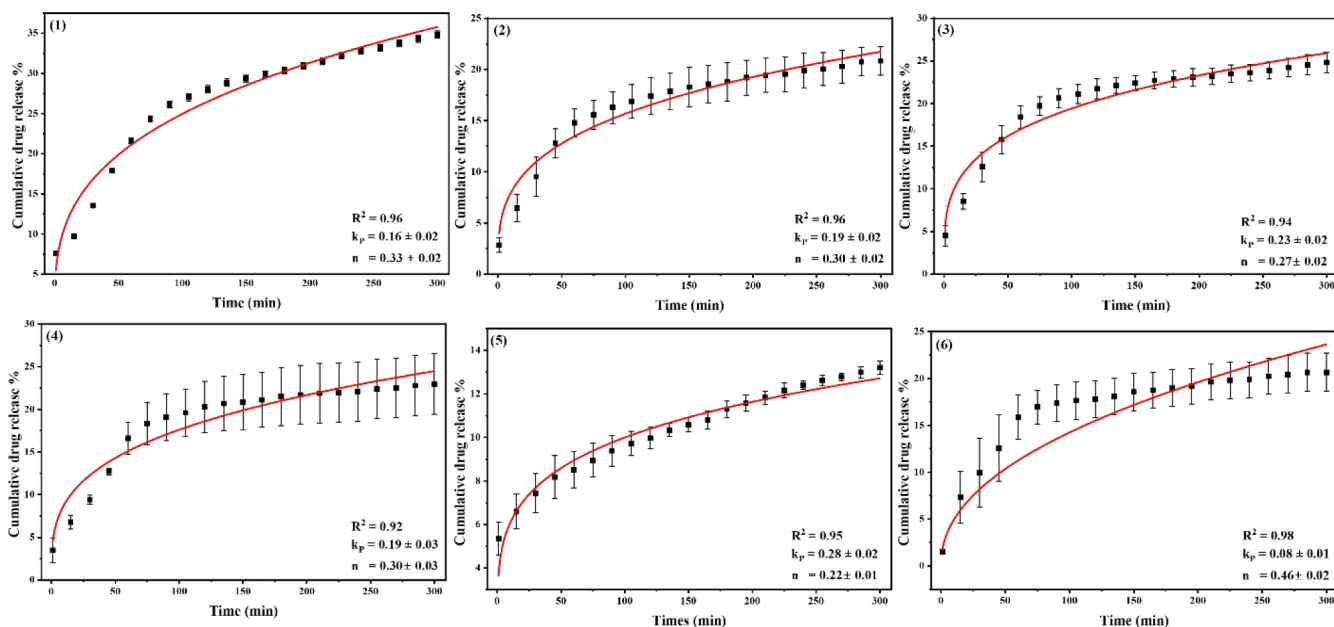 (1)
Cumulative drug release %
35
30
25
20
15
10
5
0 50 100 150 200 250 300
Time (min)
R² = 0.96
kP = 0.16 ± 0.02
n = 0.33 + 0.02
(2)
Cumulative drug release %
25
20
15
10
5
0
0 50 100 150 200 250 300
Time (min)
R² = 0.96
kP = 0.19 ± 0.02
n = 0.30 ± 0.02
(3)
Cumulative drug release %
30
25
20
15
10
5
0
0 50 100 150 200 250 300
Time (min)
R² = 0.94
kP = 0.23 ± 0.02
n = 0.27 ± 0.02
(4)
Cumulative drug release %
30
25
20
15
10
5
0
0 50 100 150 200 250 300
Time (min)
R² = 0.92
kP = 0.19 ± 0.03
n = 0.30 ± 0.03
(5)
Cumulative drug release %
14
12
10
8
6
4
0 50 100 150 200 250 300
Times (min)
R² = 0.95
kP = 0.28 ± 0.02
n = 0.22 ± 0.01
(6)
Cumulative drug release %
25
20
15
10
5
0
0 50 100 150 200 250 300
Time (min)
R² = 0.98
kP = 0.08 ± 0.01
n = 0.46 ± 0.02